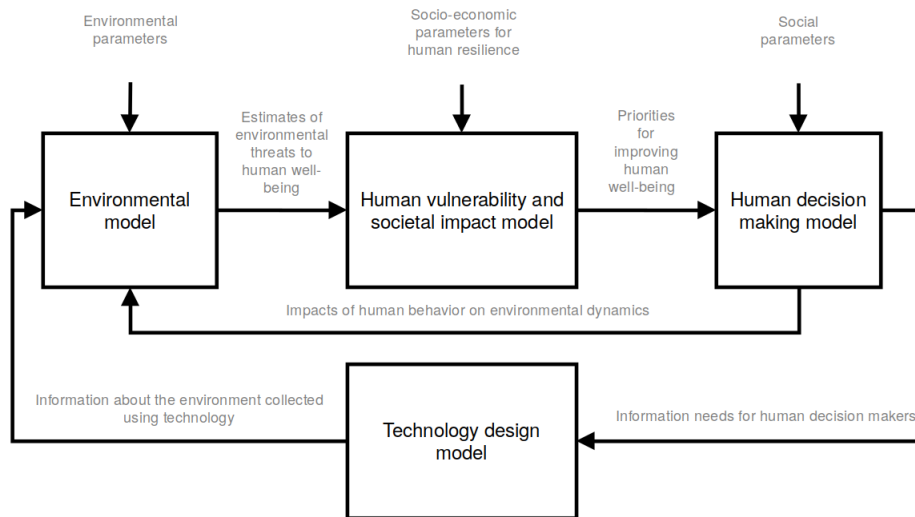 Environmental
parameters
Socio-economic
parameters for
human resilience
Social
parameters
Estimates of
environmental
threats to
human well-
being
Priorities
for
improving
human
well-being
Environmental
model
Human vulnerability and
societal impact model
Human decision
making model
Impacts of human behavior on environmental dynamics
Information about the environment collected
using technology
Technology design
model
Information needs for human decision makers